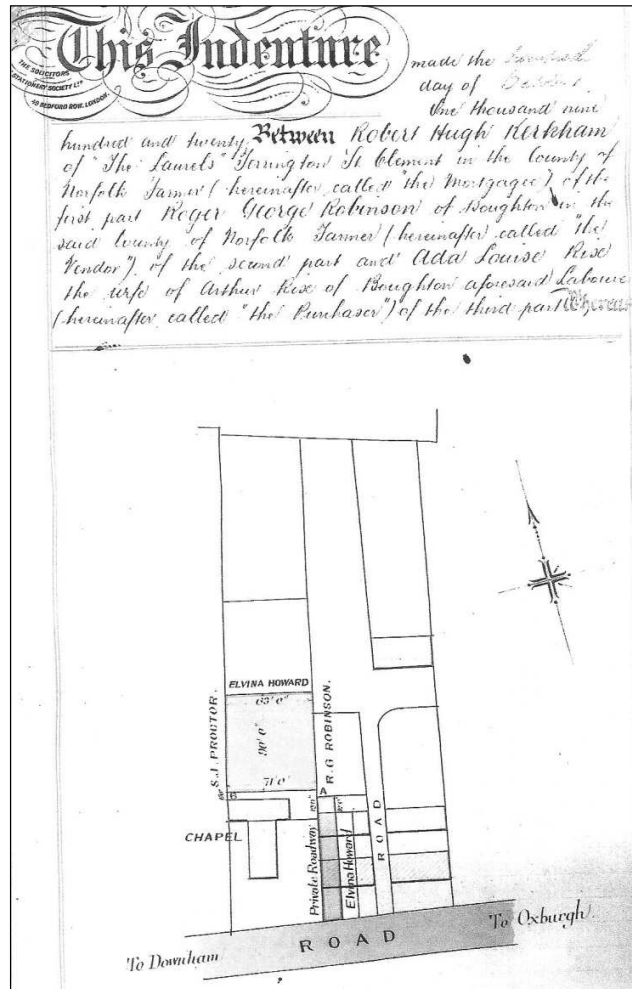 This Indenture
THE SOLICITORS
STATIONERY SOCIETY LTD
49 BEDFORD ROW, LONDON.
made the
day of
One thousand nine
hundred and twenty Between Robert Hugh Kerkham
of "The Laurels" Terrington St Clement in the County of
Norfolk Farmer (hereinafter called "the Mortgagee") of the
first part Roger George Robinson of Boughton in the
said County of Norfolk Farmer (hereinafter called "the
Vendor") of the second part and Ada Louise Rise
the wife of Arthur Rise of Boughton aforesaid Laboure
(hereinafter called "the Purchaser") of the third part Whereas
ELVINA HOWARD
S.J. PROCTOR.
R.G. ROBINSON.
90'0"
71'0"
B
A
CHAPEL
Private Roadway
Elvina Howard
ROAD
To Downham
ROAD
To Oxburgh.